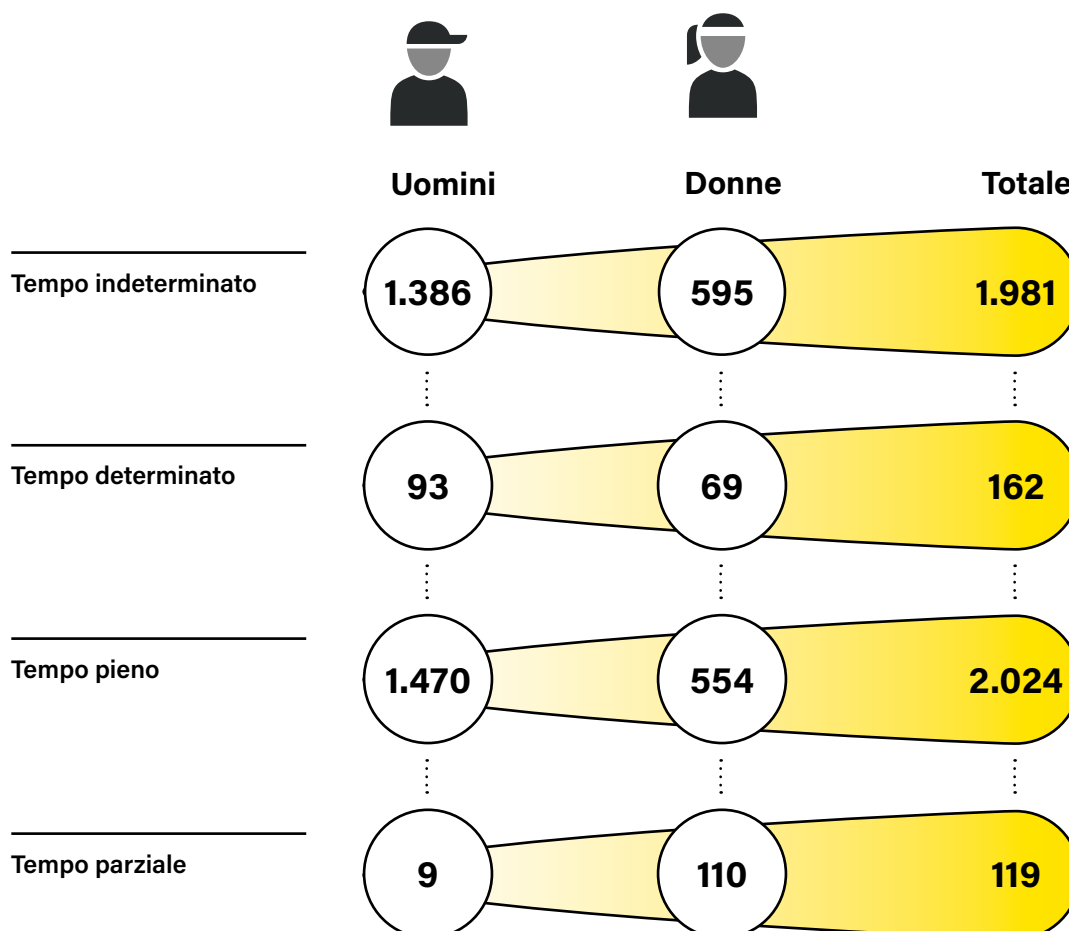 Uomini Donne Totale
Tempo indeterminato 1.386 595 1.981
Tempo determinato 93 69 162
Tempo pieno 1.470 554 2.024
Tempo parziale 9 110 119